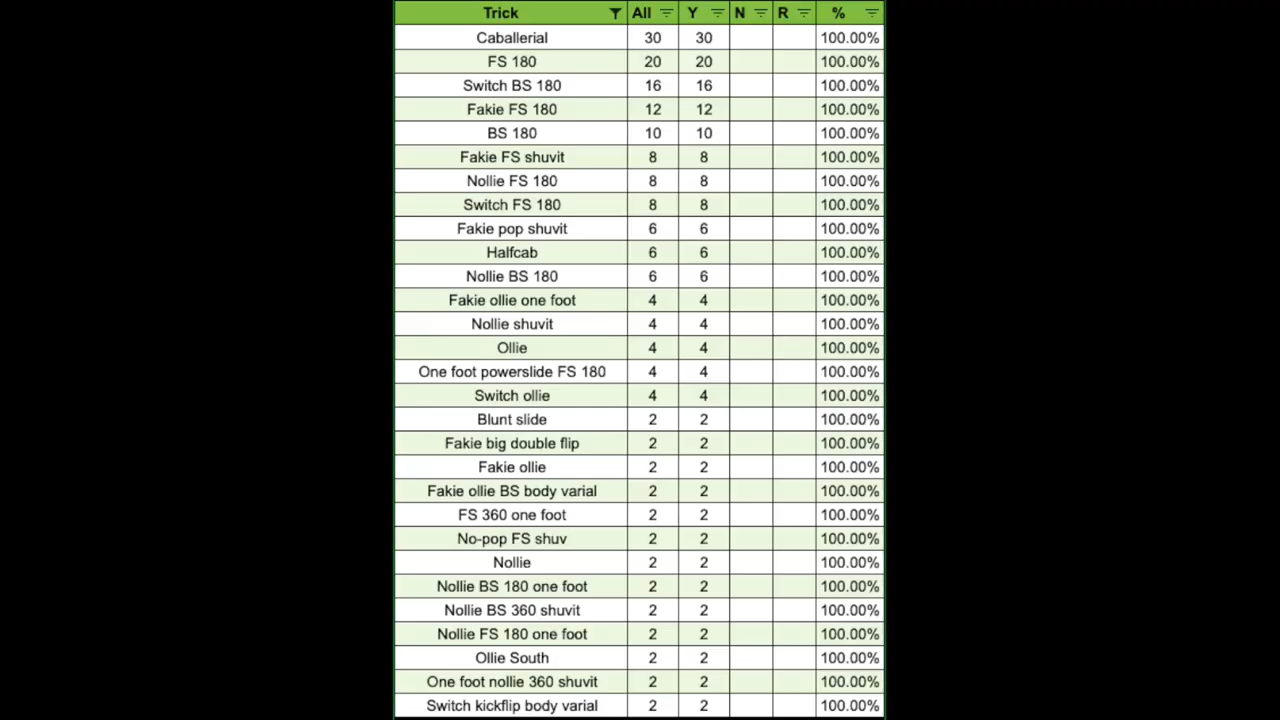 Trick All Y N R %
Caballerial 30 30 100.00%
FS 180 20 20 100.00%
Switch BS 180 16 16 100.00%
Fakie FS 180 12 12 100.00%
BS 180 10 10 100.00%
Fakie FS shuvit 8 8 100.00%
Nollie FS 180 8 8 100.00%
Switch FS 180 8 8 100.00%
Fakie pop shuvit 6 6 100.00%
Halfcab 6 6 100.00%
Nollie BS 180 6 6 100.00%
Fakie ollie one foot 4 4 100.00%
Nollie shuvit 4 4 100.00%
Ollie 4 4 100.00%
One foot powerslide FS 180 4 4 100.00%
Switch ollie 4 4 100.00%
Blunt slide 2 2 100.00%
Fakie big double flip 2 2 100.00%
Fakie ollie 2 2 100.00%
Fakie ollie BS body varial 2 2 100.00%
FS 360 one foot 2 2 100.00%
No-pop FS shuv 2 2 100.00%
Nollie 2 2 100.00%
Nollie BS 180 one foot 2 2 100.00%
Nollie BS 360 shuvit 2 2 100.00%
Nollie FS 180 one foot 2 2 100.00%
Ollie South 2 2 100.00%
One foot nollie 360 shuvit 2 2 100.00%
Switch kickflip body varial 2 2 100.00%